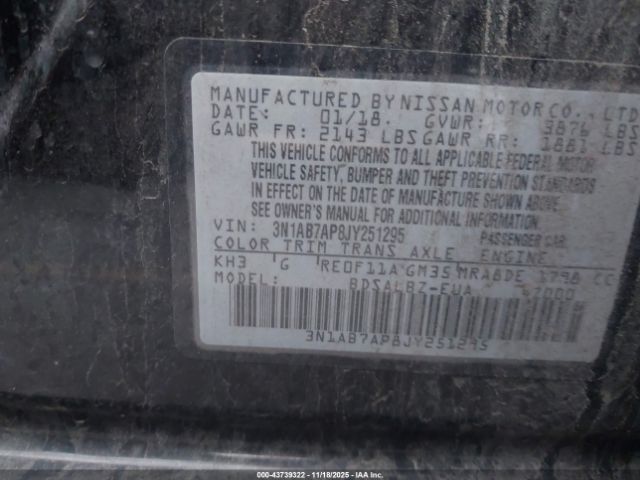 MANUFACTURED BY NISSAN MOTOR CO., LTD
DATE: 01/18. GVWR: 3876 LBS
GAWR FR: 2143 LBS GAWR RR: 1881 LBS
THIS VEHICLE CONFORMS TO ALL APPLICABLE FEDERAL MOTOR
VEHICLE SAFETY, BUMPER AND THEFT PREVENTION STANDARDS
IN EFFECT ON THE DATE OF MANUFACTURE SHOWN ABOVE.
SEE OWNER'S MANUAL FOR ADDITIONAL INFORMATION.
VIN: 3N1AB7AP8JY251295 PASSENGER CAR
COLOR TRIM TRANS AXLE ENGINE
KH3 G RE0F11A GM35 MRA8DE 1798 CC
MODEL: BDSALBZ-EUA
3N1AB7AP8JY251295
00-43739322 | 11/18/2025 — IAA Inc.